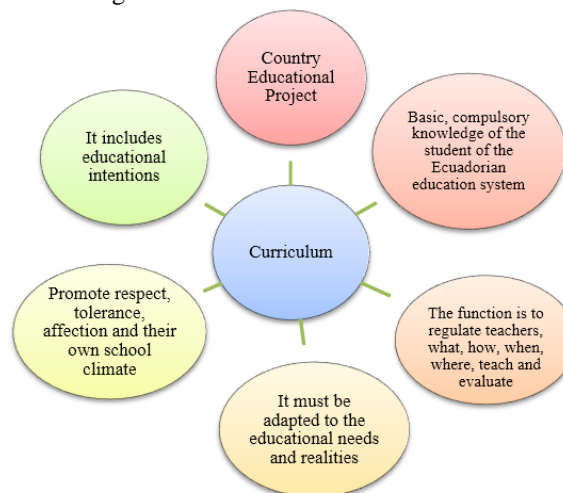 Country
Educational
Project
Basic, compulsory
knowledge of the
student of the
Ecuadorian
education system
The function is to
regulate teachers,
what, how, when,
where, teach and
evaluate
It must be
adapted to the
educational needs
and realities
Promote respect,
tolerance,
affection and their
own school
climate
It includes
educational
intentions
Curriculum